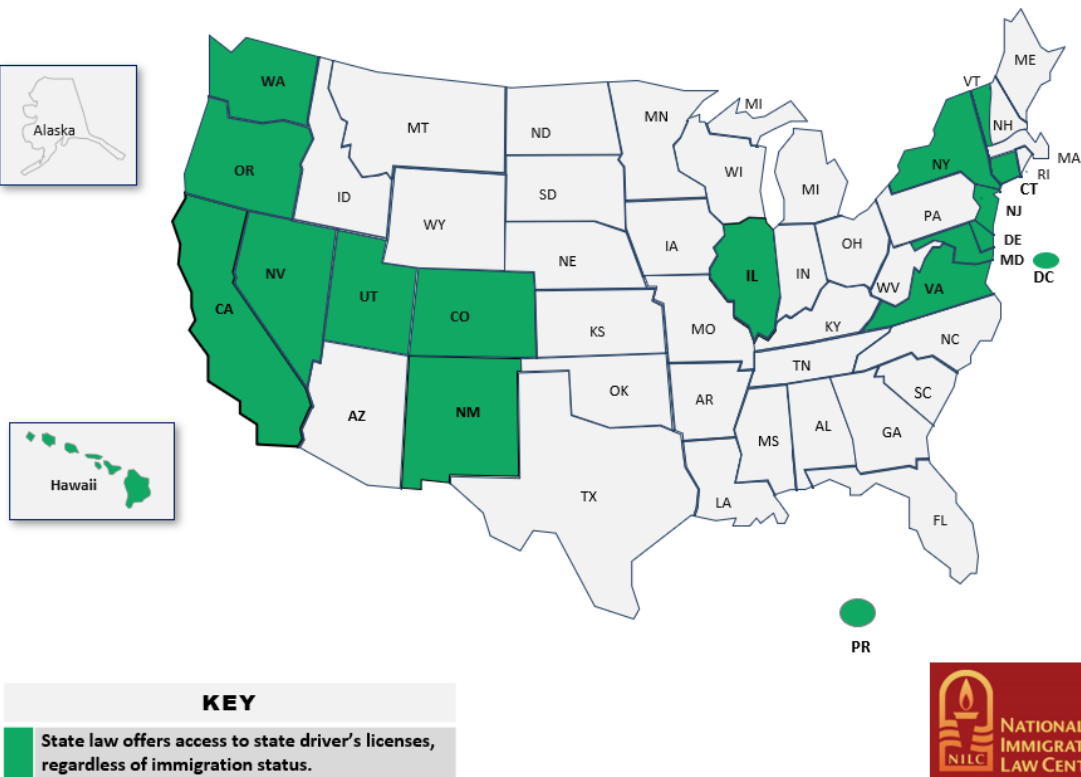 WA
Alaska
OR
MT
ND
MN
MI
VT
ME
NH
MA
RI
NY
CT
NJ
DE
MD
DC
ID
WY
SD
WI
MI
PA
NE
IA
IL
IN
OH
WV
VA
NV
UT
CO
CA
KS
MO
KY
NC
TN
AZ
NM
OK
AR
SC
MS
AL
GA
TX
LA
FL
Hawaii
PR
KEY
State law offers access to state driver's licenses,
regardless of immigration status.
NILC
NATIONAL
IMMIGRAT
LAW CENT